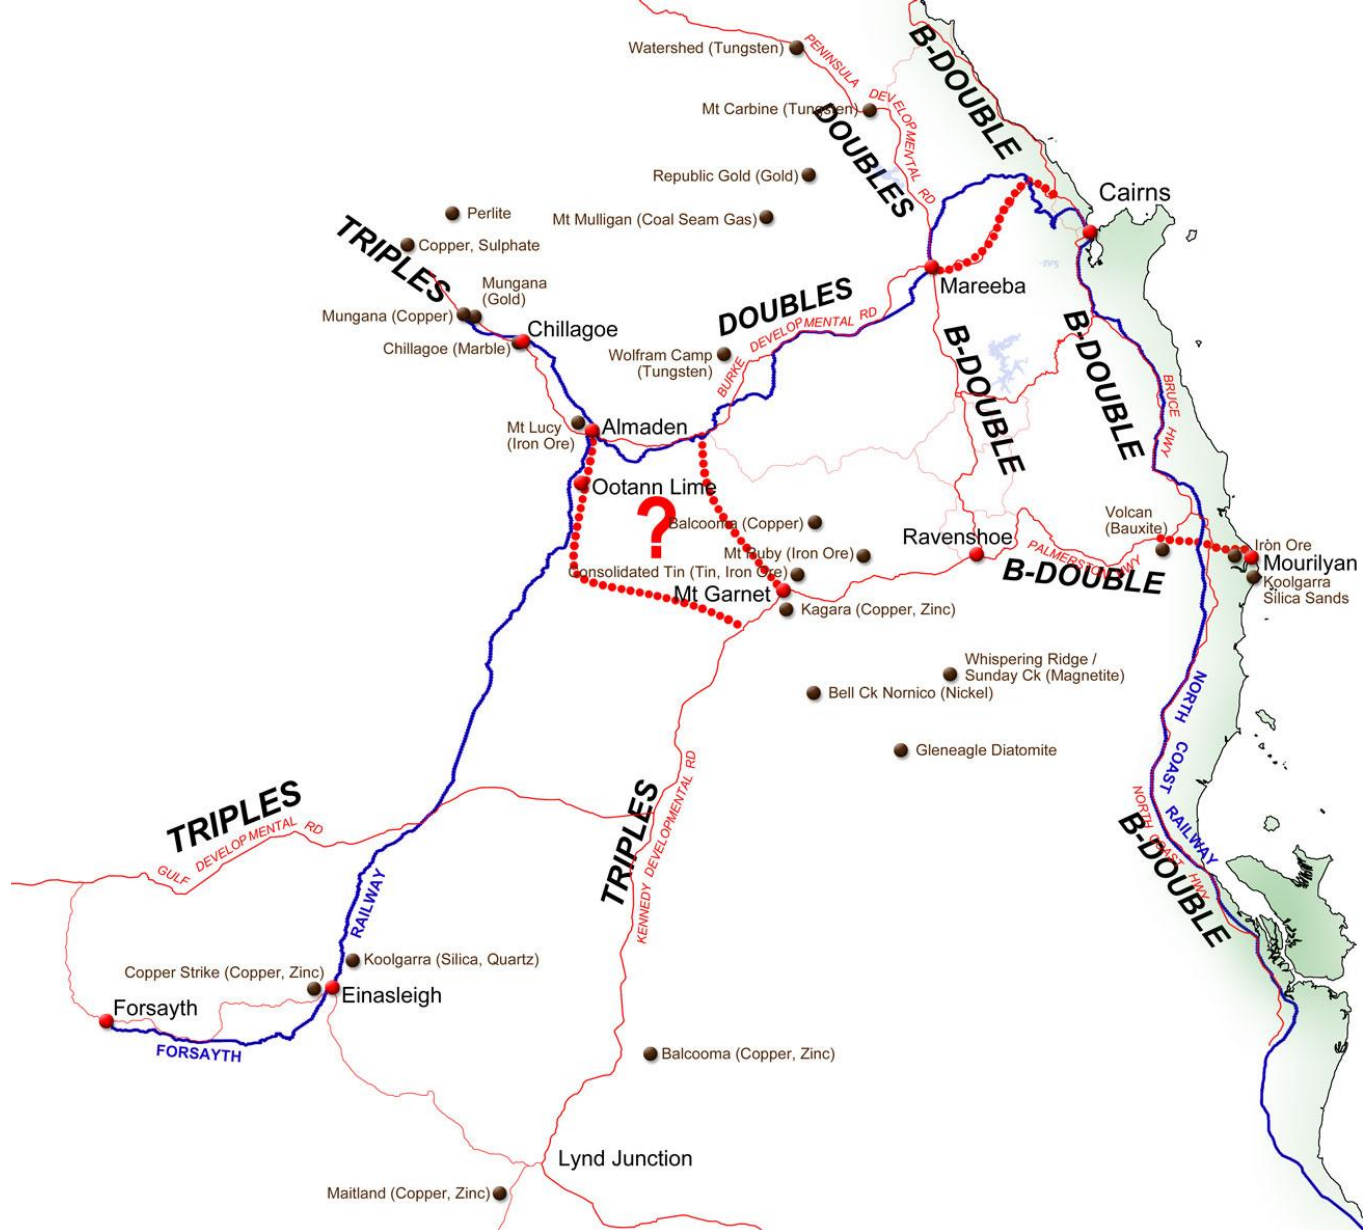 B-DOUBLE
Watershed (Tungsten)
PENINSULA DEVELOPMENTAL RD
Mt Carbine (Tungsten)
DOUBLES
Republic Gold (Gold)
Cairns
Perlite
Mt Mulligan (Coal Seam Gas)
TRIPLES
Copper, Sulphate
Mungana
(Gold)
Mareeba
Mungana (Copper)
DOUBLES
Chillagoe
BURKE DEVELOPMENTAL RD
Chillagoe (Marble)
Wolfram Camp
(Tungsten)
B-DOUBLE
B-DOUBLE
BRUCE HWY
Mt Lucy
(Iron Ore)
Almaden
Ootann Lime
?
Balcooma (Copper)
Volcan
(Bauxite)
Ravenshoe
Mt Ruby (Iron Ore)
PALMERSTON HWY
Iron Ore
Mourilyan
Consolidated Tin (Tin, Iron Ore)
B-DOUBLE
Koolgarra
Silica Sands
Mt Garnet
Kagara (Copper, Zinc)
Whispering Ridge /
Sunday Ck (Magnetite)
Bell Ck Nornico (Nickel)
NORTH COAST RAILWAY
Gleneagle Diatomite
TRIPLES
GULF DEVELOPMENTAL RD
TRIPLES
KENNEDY DEVELOPMENTAL RD
NORTH COAST HWY
B-DOUBLE
RAILWAY
Koolgarra (Silica, Quartz)
Copper Strike (Copper, Zinc)
Einasleigh
Forsayth
FORSAYTH
Balcooma (Copper, Zinc)
Lynd Junction
Maitland (Copper, Zinc)